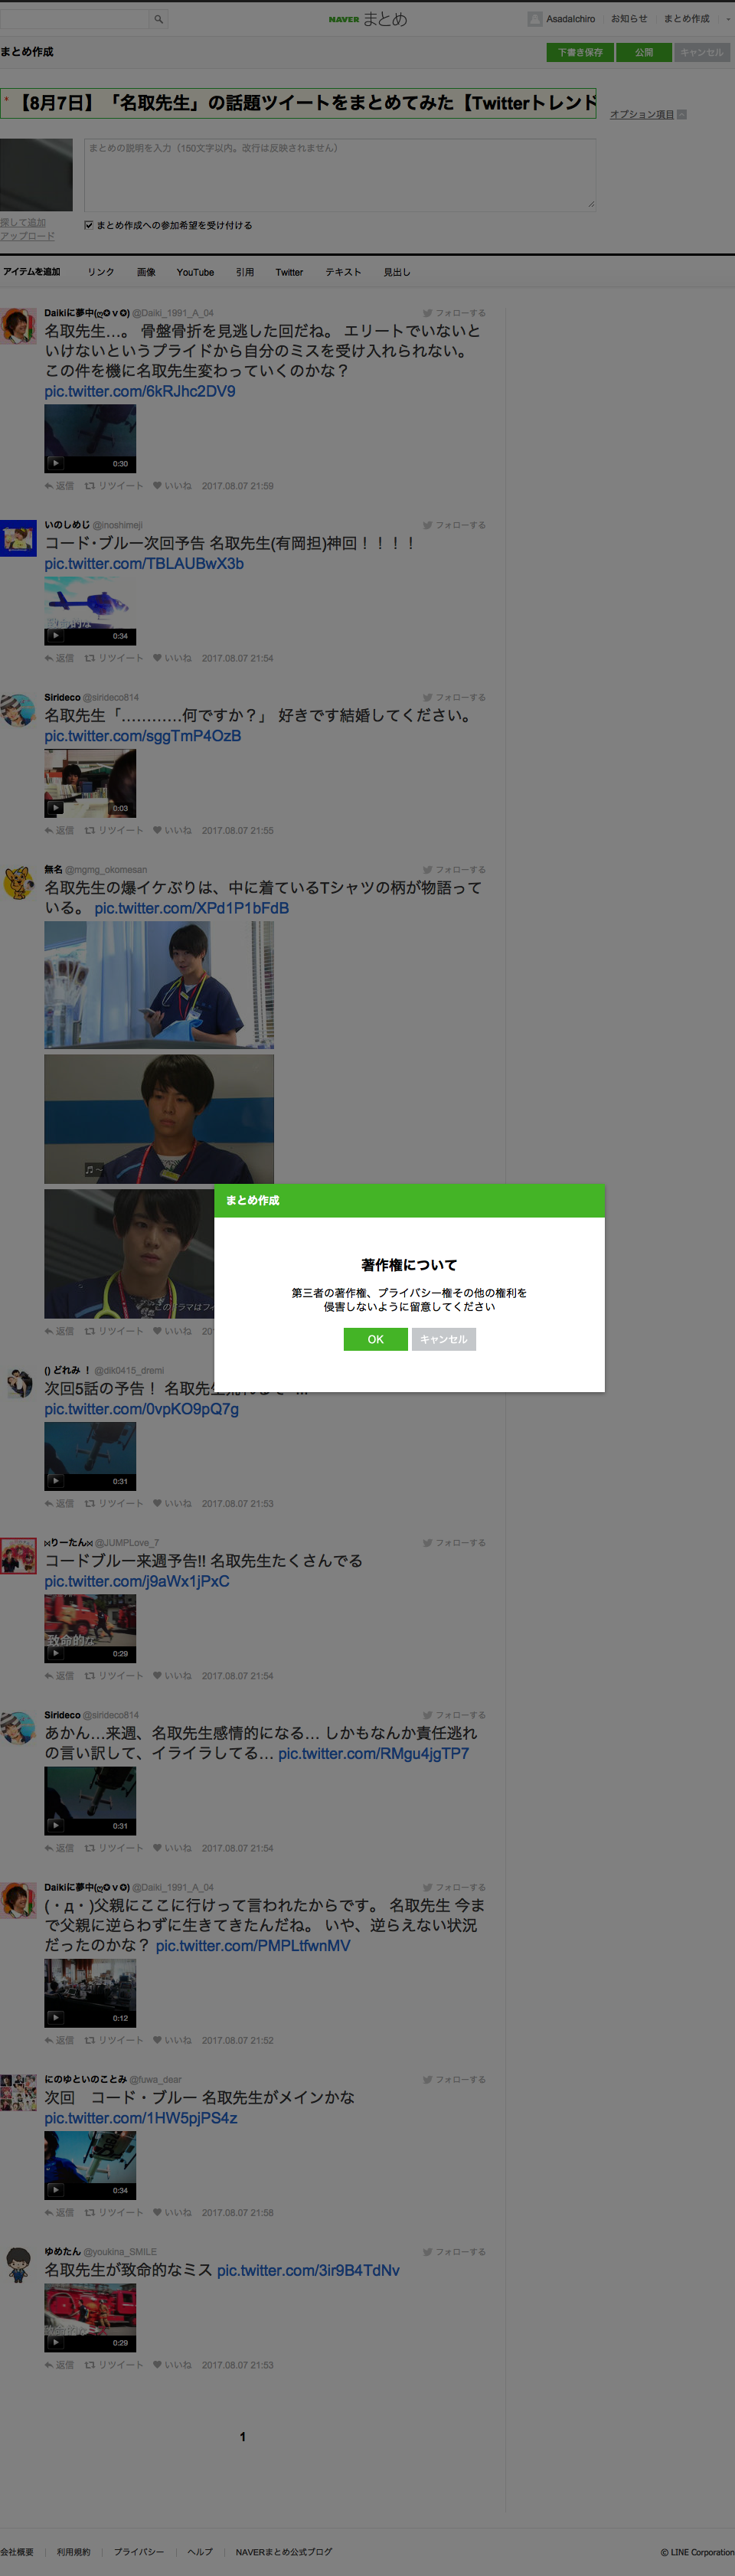 NAVER まとめ
AsadaIchiro
お知らせ
まとめ作成
まとめ作成
下書き保存
公開
キャンセル
* 【8月7日】「名取先生」の話題ツイートをまとめてみた【Twitterトレンド
オプション項目
まとめの説明を入力（150文字以内。改行は反映されません）
探して追加
アップロード
まとめ作成への参加希望を受け付ける
アイテムを追加 リンク 画像 YouTube 引用 Twitter テキスト 見出し
@Daiki_1991_A_04 フォローする
名取先生…。 骨盤骨折を見逃した回だね。 エリートでいないと
いけないというプライドから自分のミスを受け入れられない。
この件を機に名取先生変わっていくのかな？
pic.twitter.com/6kRJhc2DV9
0:30
返信 リツイート いいね 2017.08.07 21:59
いのしめじ @inoshimeji フォローする
コード･ブルー次回予告 名取先生(有岡担)神回！！！！
pic.twitter.com/TBLAUBwX3b
0:34
返信 リツイート いいね 2017.08.07 21:54
Sirideco @sirideco814 フォローする
名取先生「…………何ですか？」 好きです結婚してください。
pic.twitter.com/sggTmP4OzB
0:03
返信 リツイート いいね 2017.08.07 21:55
無名 @mgmg_okomesan フォローする
名取先生の爆イケぶりは、中に着ているTシャツの柄が物語って
いる。 pic.twitter.com/XPd1P1bFdB
♫～
このドラマはフィ
まとめ作成
著作権について
第三者の著作権、プライバシー権その他の権利を
侵害しないように留意してください
OK
キャンセル
返信 リツイート いいね
() どれみ ！ @dik0415_dremi フォローする
次回5話の予告！ 名取先生
pic.twitter.com/0vpKO9pQ7g
0:31
返信 リツイート いいね 2017.08.07 21:53
りーたん @JUMPLove_7 フォローする
コードブルー来週予告!! 名取先生たくさんでる
pic.twitter.com/j9aWx1jPxC
致命的な
0:29
返信 リツイート いいね 2017.08.07 21:54
Sirideco @sirideco814 フォローする
あかん…来週、名取先生感情的になる… しかもなんか責任逃れ
の言い訳して、イライラしてる… pic.twitter.com/RMgu4jgTP7
0:31
返信 リツイート いいね 2017.08.07 21:54
@Daiki_1991_A_04 フォローする
(・д・)父親にここに行けって言われたからです。 名取先生 今ま
で父親に逆らわずに生きてきたんだね。 いや、逆らえない状況
だったのかな？ pic.twitter.com/PMPLtfwnMV
0:12
返信 リツイート いいね 2017.08.07 21:52
にのゆといのことみ @fuwa_dear フォローする
次回　コード・ブルー 名取先生がメインかな
pic.twitter.com/1HW5pjPS4z
0:34
返信 リツイート いいね 2017.08.07 21:58
ゆめたん @youkina_SMILE フォローする
名取先生が致命的なミス pic.twitter.com/3ir9B4TdNv
0:29
返信 リツイート いいね 2017.08.07 21:53
1
会社概要 利用規約 プライバシー ヘルプ NAVERまとめ公式ブログ
© LINE Corporation